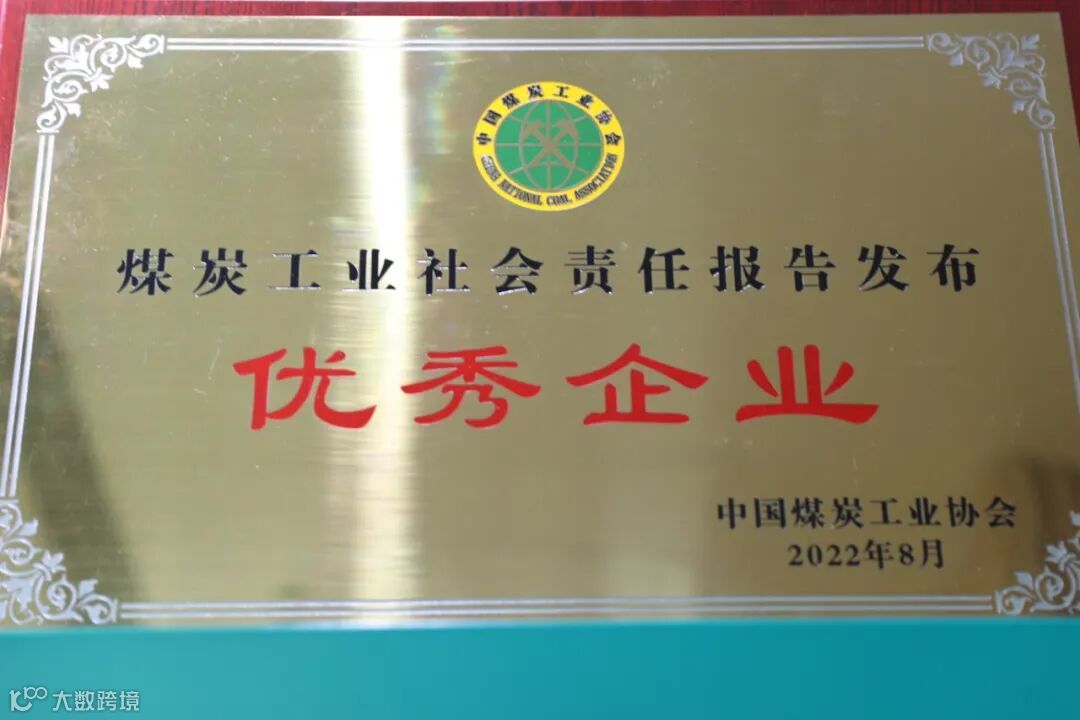 中国煤炭工业协会
CHINA NATIONAL COAL ASSOCIATION
煤炭工业社会责任报告发布
优秀企业
中国煤炭工业协会
2022年8月
大数跨境